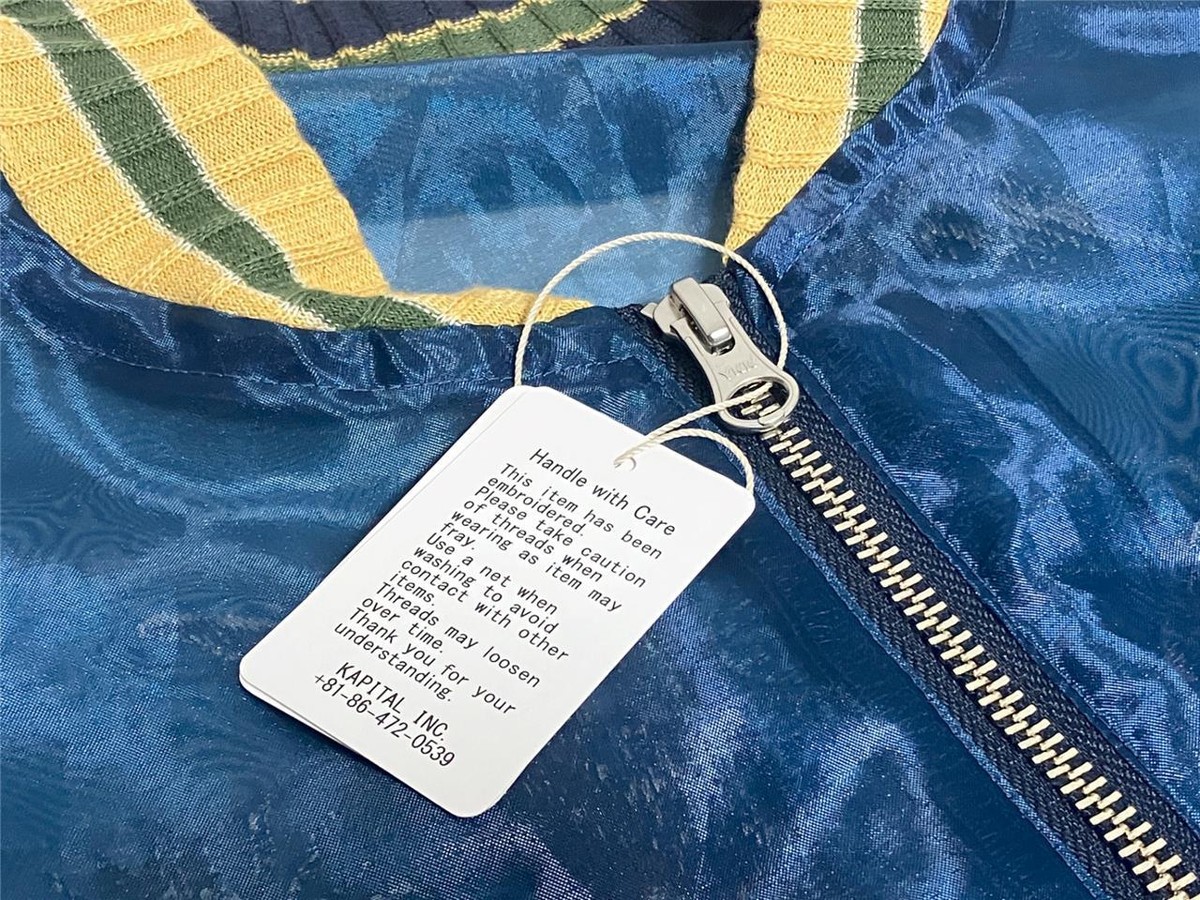 Handle with Care
This item has been
embroidered.
Please take caution
of threads when
wearing as item may
fray.
Use a net when
washing to avoid
contact with other
items.
Threads may loosen
over time.
Thank you for your
understanding.
KAPITAL INC.
+81-86-472-0539